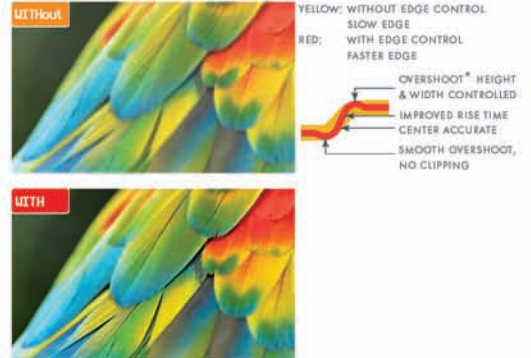 WITHout
YELLOW: WITHOUT EDGE CONTROL
SLOW EDGE
RED: WITH EDGE CONTROL
FASTER EDGE
OVERSHOOT* HEIGHT
& WIDTH CONTROLLED
IMPROVED RISE TIME
CENTER ACCURATE
SMOOTH OVERSHOOT,
NO CLIPPING
WITH